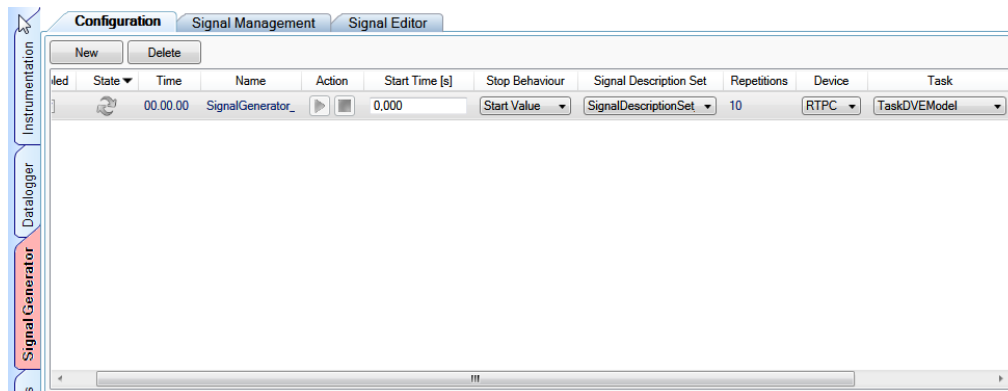 Configuration Signal Management Signal Editor
New Delete
State Time Name Action Start Time [s] Stop Behaviour Signal Description Set Repetitions Device Task
00.00.00 SignalGenerator_ 0,000 Start Value SignalDescriptionSet 10 RTPC TaskDVEModel
Instrumentation
Datalogger
Signal Generator